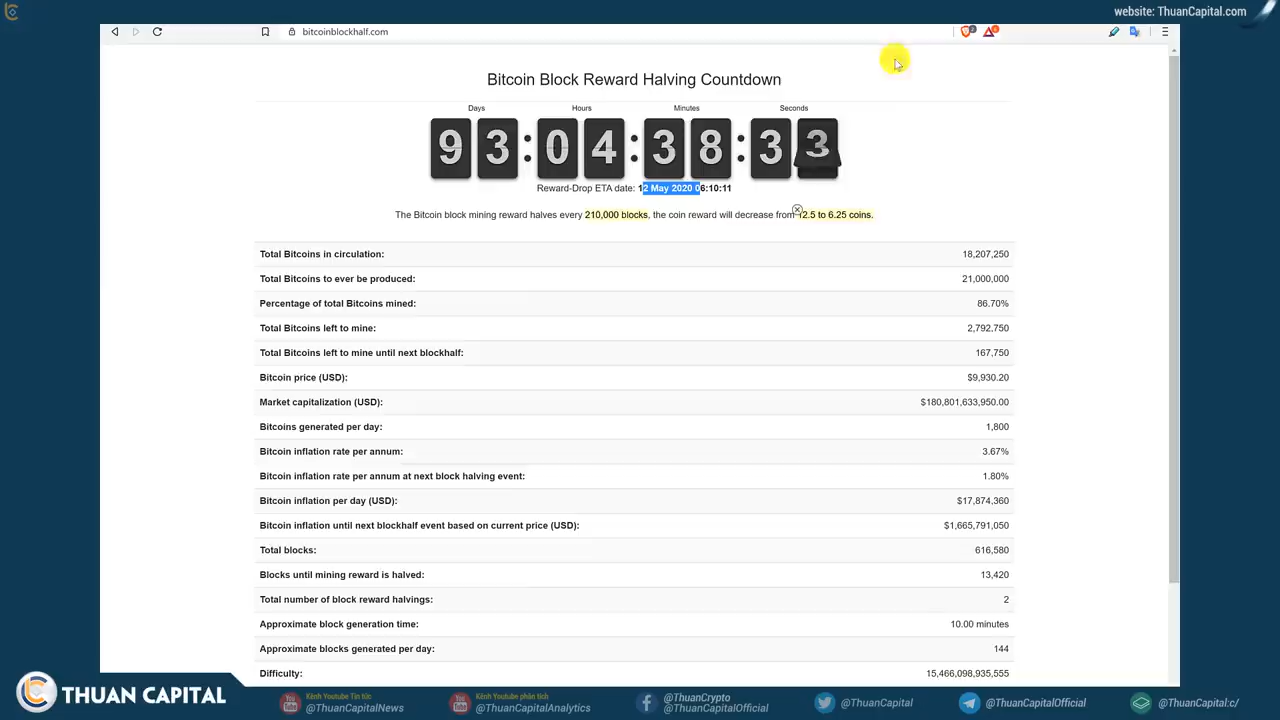 website: ThuanCapital.com
bitcoinblockhalf.com
Bitcoin Block Reward Halving Countdown
Days Hours Minutes Seconds
93:04:38:33
Reward-Drop ETA date: 12 May 2020 06:10:11
The Bitcoin block mining reward halves every 210,000 blocks, the coin reward will decrease from 12.5 to 6.25 coins.
Total Bitcoins in circulation: 18,207,250
Total Bitcoins to ever be produced: 21,000,000
Percentage of total Bitcoins mined: 86.70%
Total Bitcoins left to mine: 2,792,750
Total Bitcoins left to mine until next blockhalf: 167,750
Bitcoin price (USD): $9,930.20
Market capitalization (USD): $180,801,633,950.00
Bitcoins generated per day: 1,800
Bitcoin inflation rate per annum: 3.67%
Bitcoin inflation rate per annum at next block halving event: 1.80%
Bitcoin inflation per day (USD): $17,874,360
Bitcoin inflation until next blockhalf event based on current price (USD): $1,665,791,050
Total blocks: 616,580
Blocks until mining reward is halved: 13,420
Total number of block reward halvings: 2
Approximate block generation time: 10.00 minutes
Approximate blocks generated per day: 144
Difficulty: 15,466,098,935,555
THUAN CAPITAL
Kênh Youtube Tin tức
@ThuanCapitalNews
Kênh Youtube phân tích
@ThuanCapitalAnalytics
@ThuanCrypto
@ThuanCapitalOfficial
@ThuanCapital
@ThuanCapitalOfficial
@ThuanCapital:c/